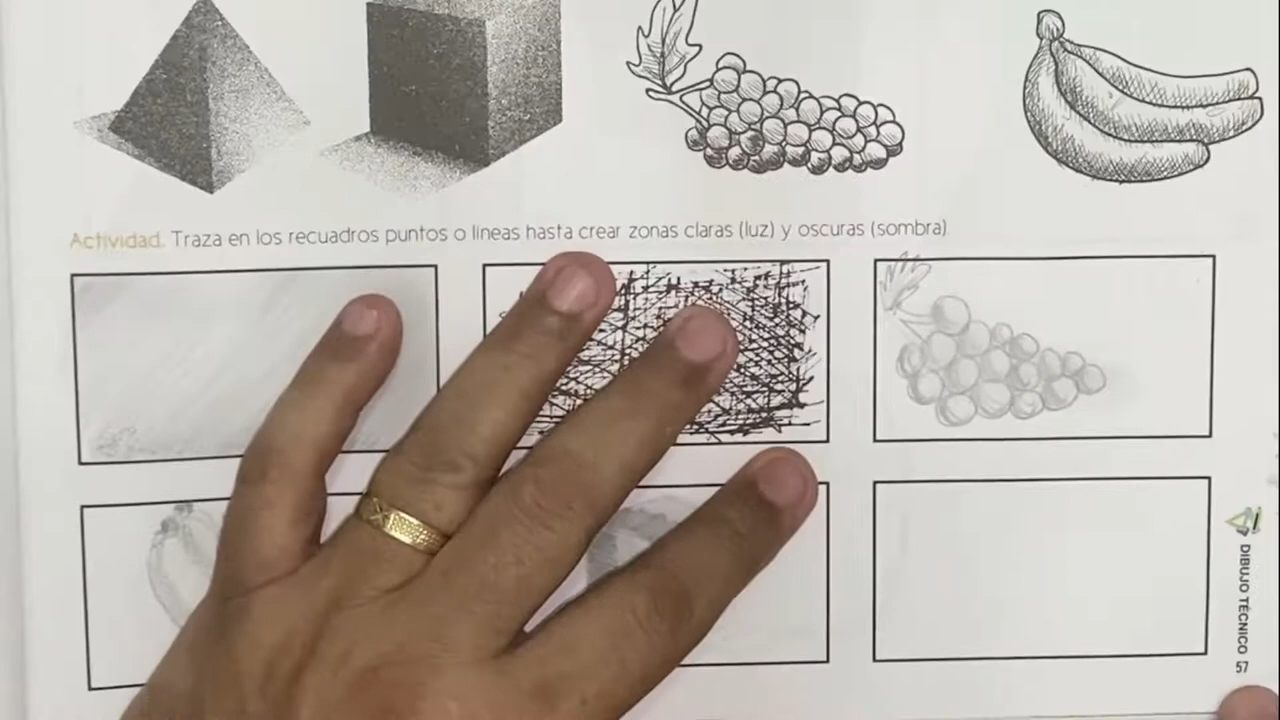 Actividad. Traza en los recuadros puntos o líneas hasta crear zonas claras (luz) y oscuras (sombra)
DIBUJO TÉCNICO 57